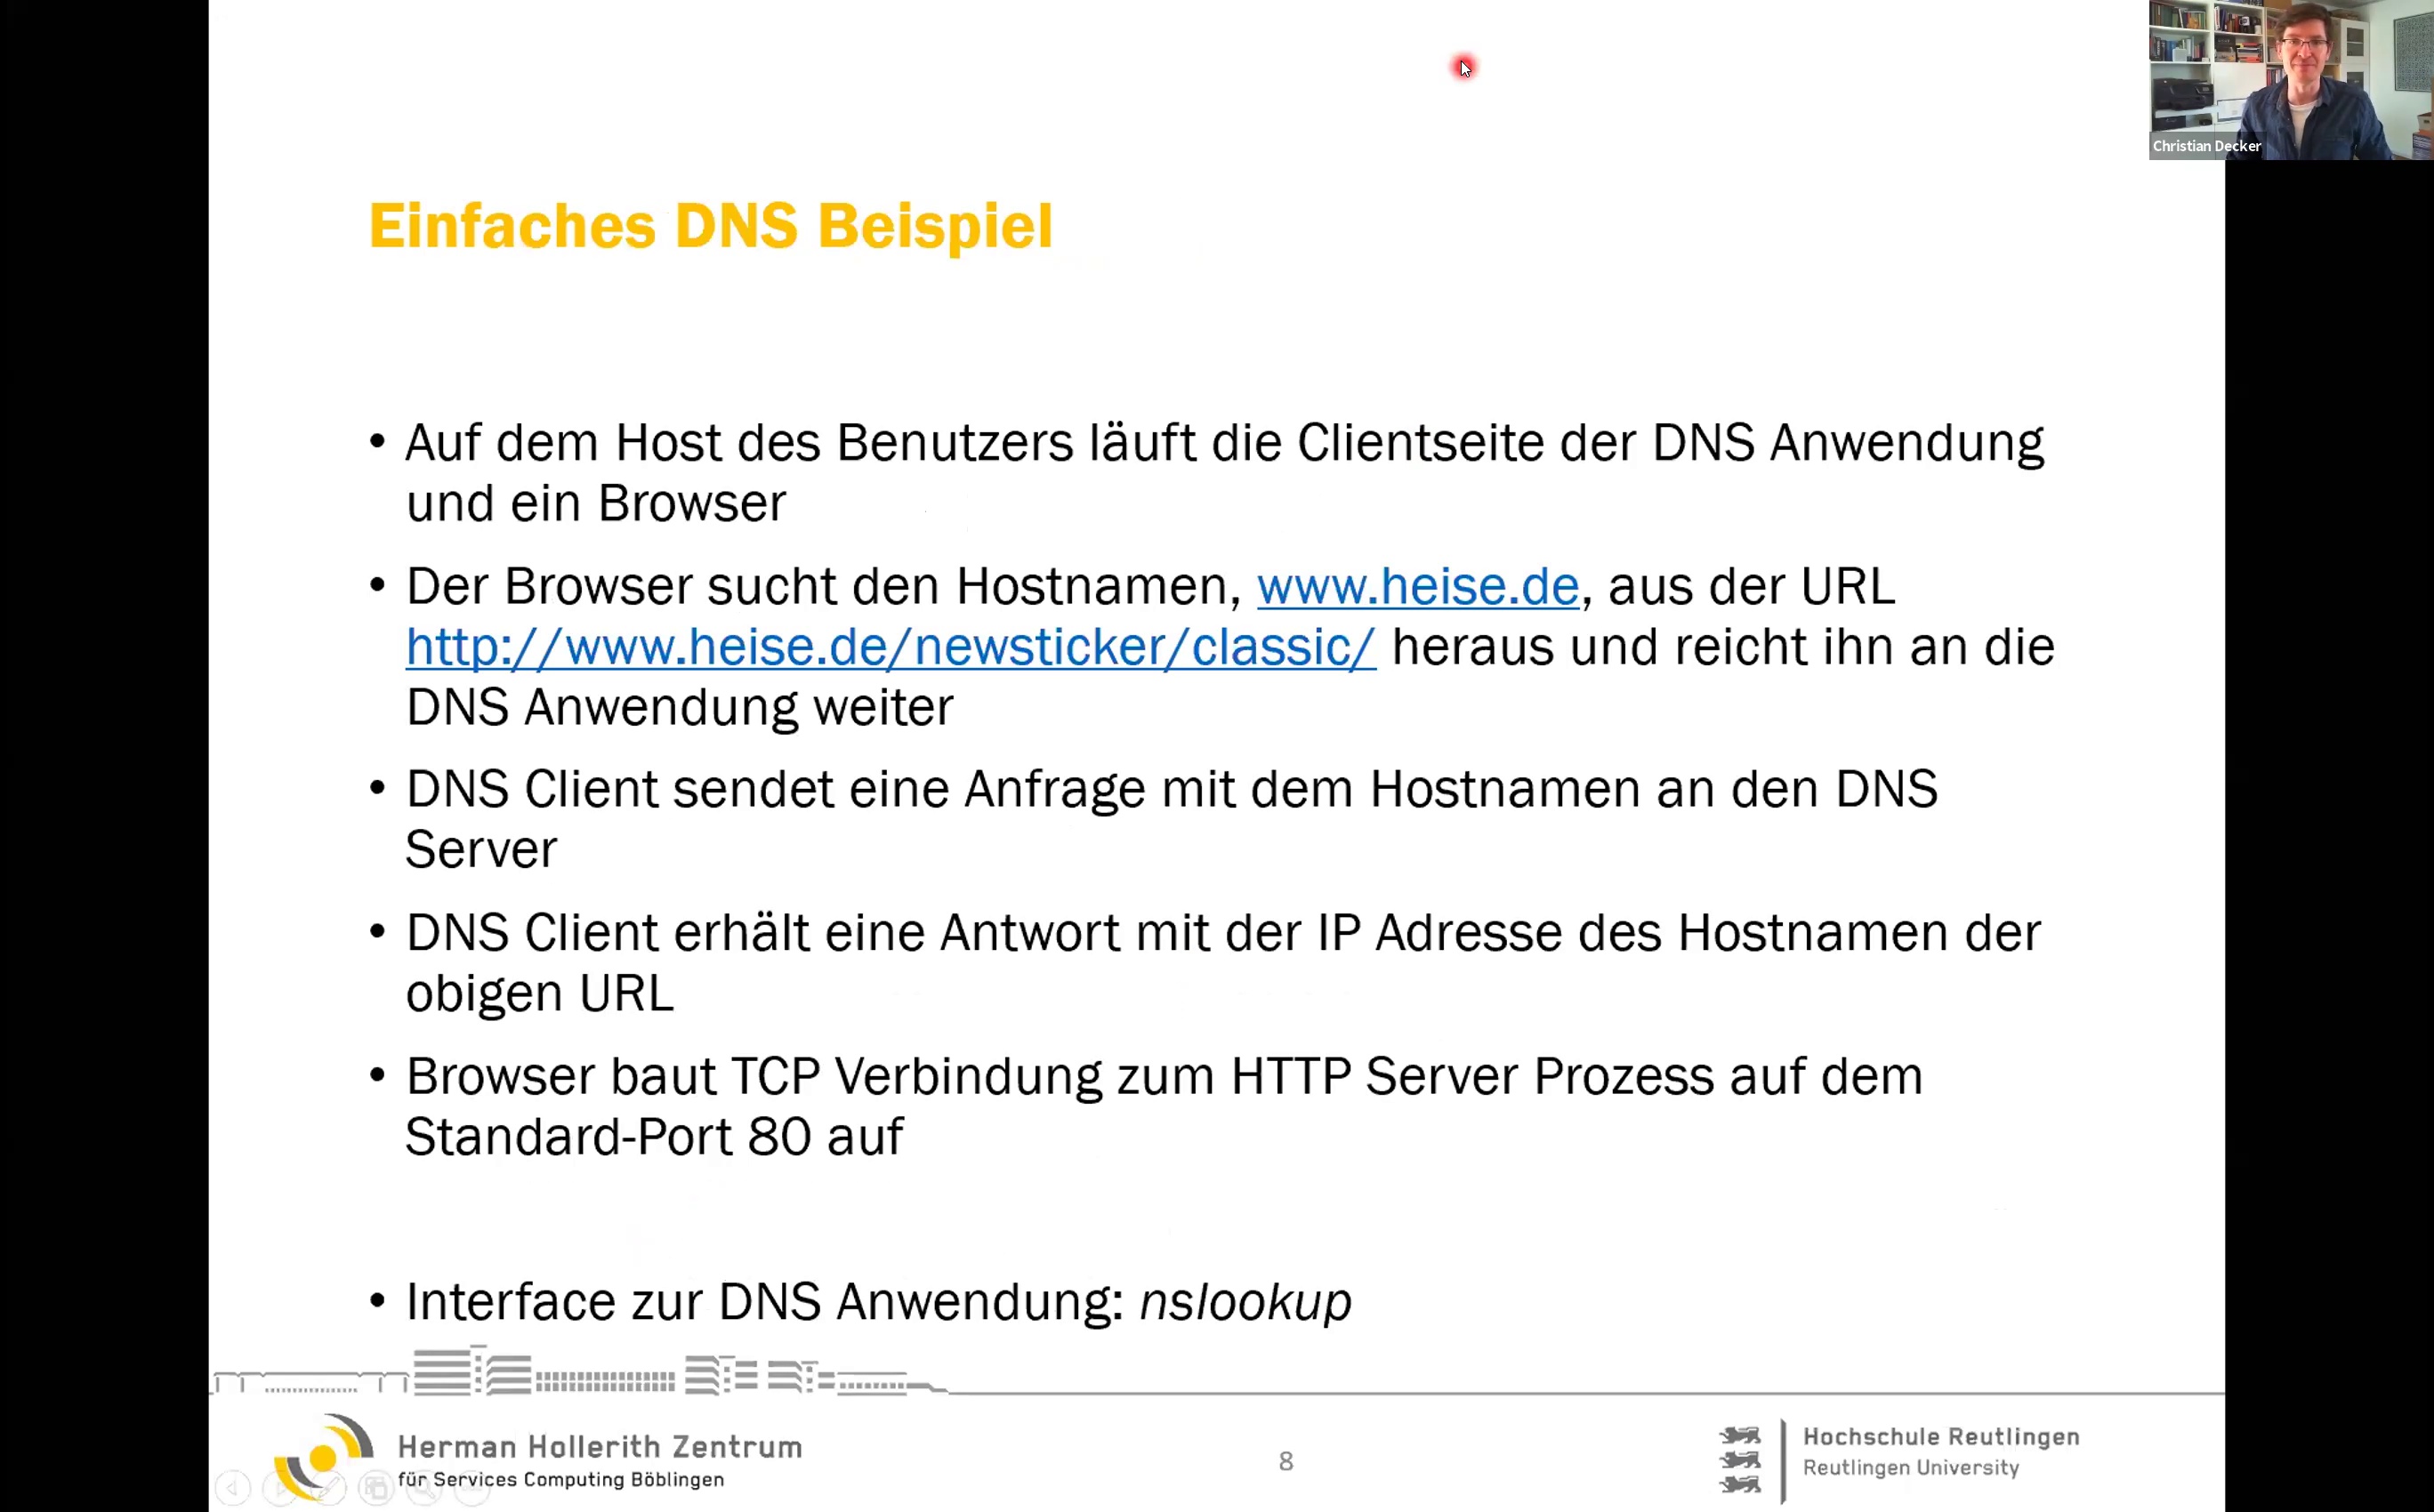 Christian Decker
Einfaches DNS Beispiel
• Auf dem Host des Benutzers läuft die Clientseite der DNS Anwendung
und ein Browser
• Der Browser sucht den Hostnamen, www.heise.de, aus der URL
http://www.heise.de/newsticker/classic/ heraus und reicht ihn an die
DNS Anwendung weiter
• DNS Client sendet eine Anfrage mit dem Hostnamen an den DNS
Server
• DNS Client erhält eine Antwort mit der IP Adresse des Hostnamen der
obigen URL
• Browser baut TCP Verbindung zum HTTP Server Prozess auf dem
Standard-Port 80 auf
• Interface zur DNS Anwendung: nslookup
Herman Hollerith Zentrum
für Services Computing Böblingen
8
Hochschule Reutlingen
Reutlingen University